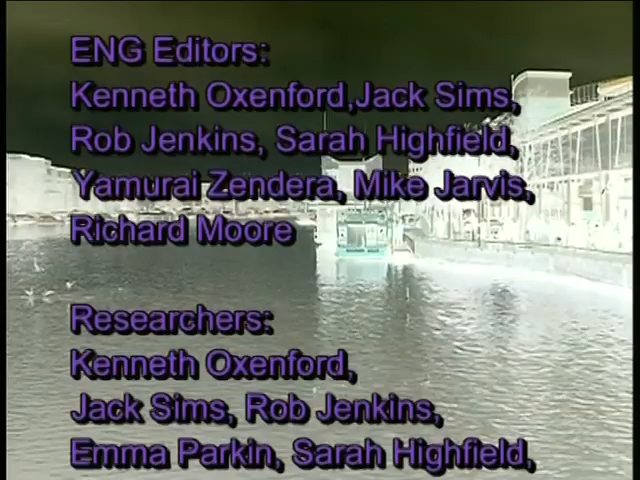 ENG Editors:
Kenneth Oxenford,Jack Sims,
Rob Jenkins, Sarah Highfield,
Yamurai Zendera, Mike Jarvis,
Richard Moore
Researchers:
Kenneth Oxenford,
Jack Sims, Rob Jenkins,
Emma Parkin, Sarah Highfield,